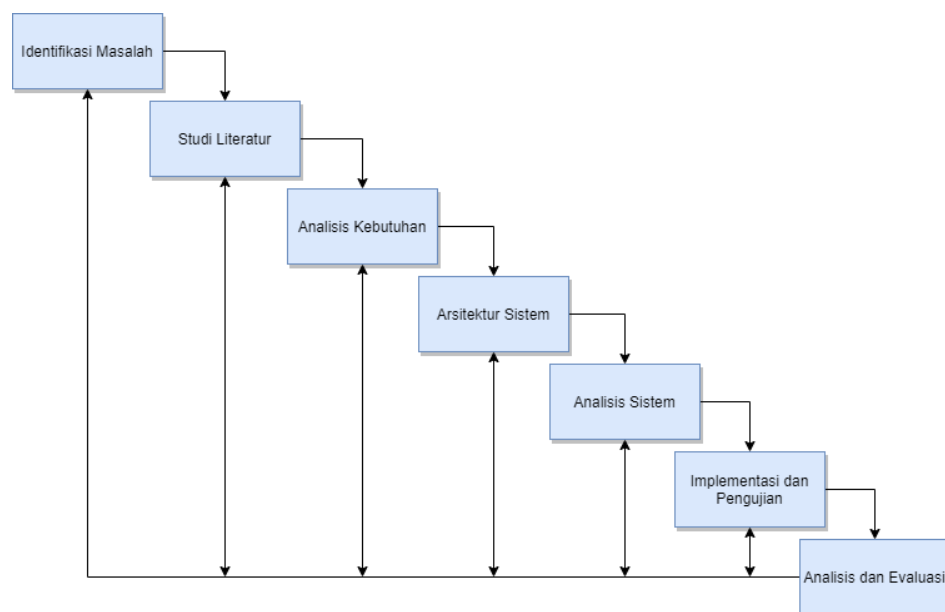 Identifikasi Masalah
Studi Literatur
Analisis Kebutuhan
Arsitektur Sistem
Analisis Sistem
Implementasi dan
Pengujian
Analisis dan Evaluasi